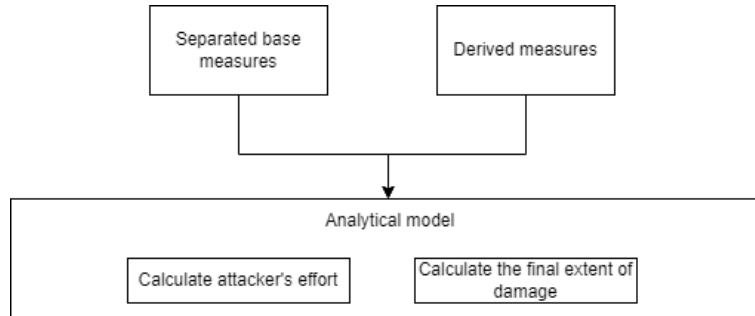 Separated base
measures
Derived measures
Analytical model
Calculate attacker's effort
Calculate the final extent of
damage